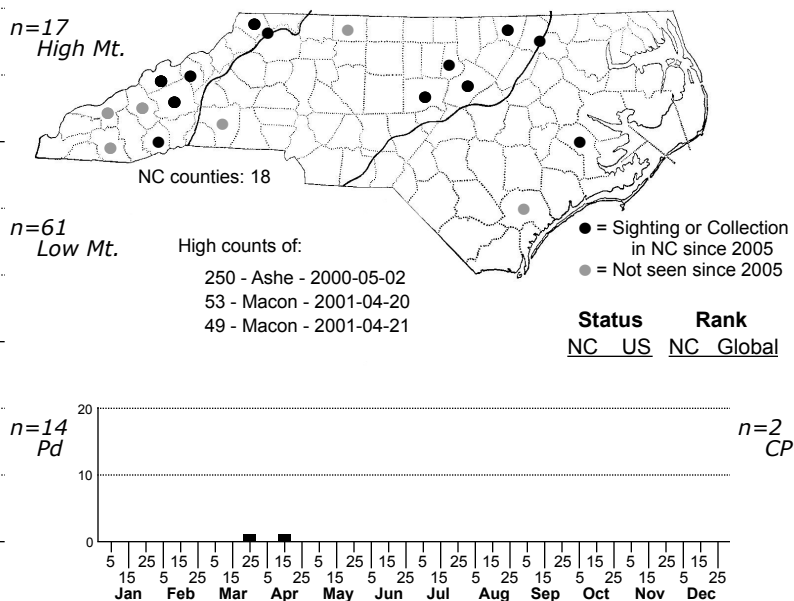 n=17
High Mt.
NC counties: 18
n=61
Low Mt.
High counts of:
250 - Ashe - 2000-05-02
53 - Macon - 2001-04-20
49 - Macon - 2001-04-21
● = Sighting or Collection
in NC since 2005
● = Not seen since 2005
Status Rank
NC US NC Global
n=14
Pd
n=2
CP
20
10
0
5 25 15 5 25 15 5 25 15 5 25 15 5 25 15 5 25 15
15 5 25 15 5 25 15 5 25 15 5 25 15 5 25 15 5 25
Jan Feb Mar Apr May Jun Jul Aug Sep Oct Nov Dec